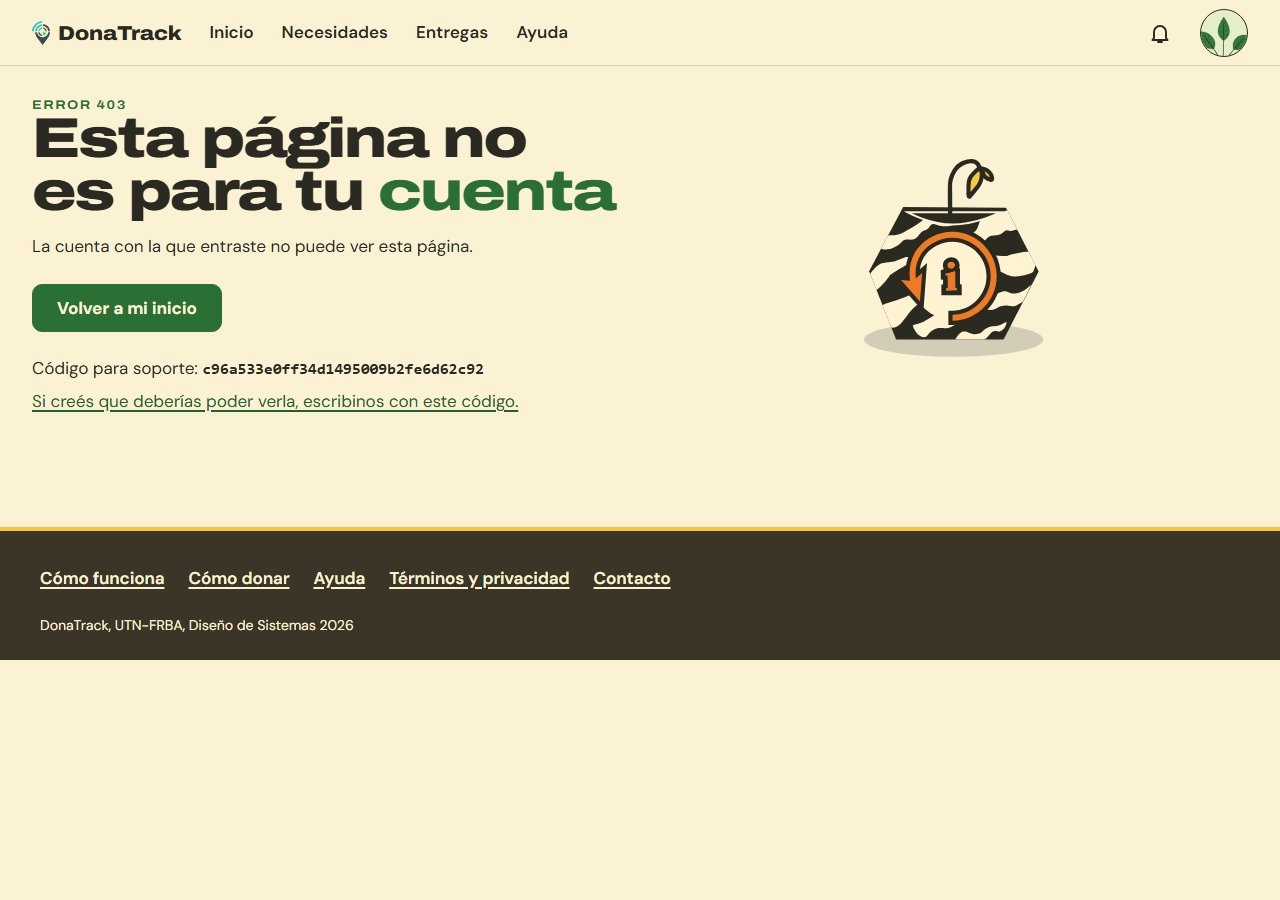 DonaTrack Inicio Necesidades Entregas Ayuda
ERROR 403
Esta página no
es para tu cuenta
La cuenta con la que entraste no puede ver esta página.
Volver a mi inicio
Código para soporte: c96a533e0ff34d1495009b2fe6d62c92
Si creés que deberías poder verla, escribinos con este código.
i
Cómo funciona Cómo donar Ayuda Términos y privacidad Contacto
DonaTrack, UTN-FRBA, Diseño de Sistemas 2026